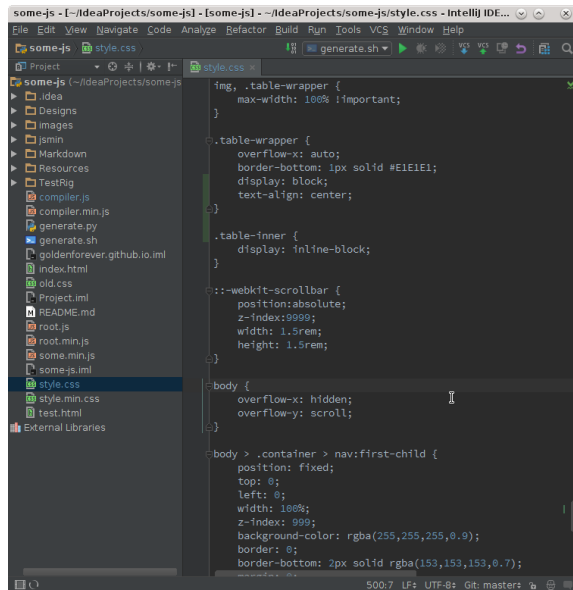 some-js - [~/IdeaProjects/some-js] - [some-js] - ~/IdeaProjects/some-js/style.css - IntelliJ IDE...
File Edit View Navigate Code Analyze Refactor Build Run Tools VCS Window Help
some-js style.css generate.sh VCS VCS
Project style.css
some-js (~/IdeaProjects/some-js
.idea
Designs
images
jsmin
Markdown
Resources
TestRig
compiler.js
compiler.min.js
generate.py
generate.sh
goldenforever.github.io.iml
index.html
old.css
Project.iml
README.md
root.js
root.min.js
some.min.js
some-js.iml
style.css
style.min.css
test.html
External Libraries
img, .table-wrapper {
max-width: 100% !important;
}
.table-wrapper {
overflow-x: auto;
border-bottom: 1px solid #E1E1E1;
display: block;
text-align: center;
}
.table-inner {
display: inline-block;
}
::-webkit-scrollbar {
position:absolute;
z-index:9999;
width: 1.5rem;
height: 1.5rem;
}
body {
overflow-x: hidden;
overflow-y: scroll;
}
body > .container > nav:first-child {
position: fixed;
top: 0;
left: 0;
width: 100%;
z-index: 999;
background-color: rgba(255,255,255,0.9);
border: 0;
border-bottom: 2px solid rgba(153,153,153,0.7);
500:7 LF÷ UTF-8÷ Git: master÷